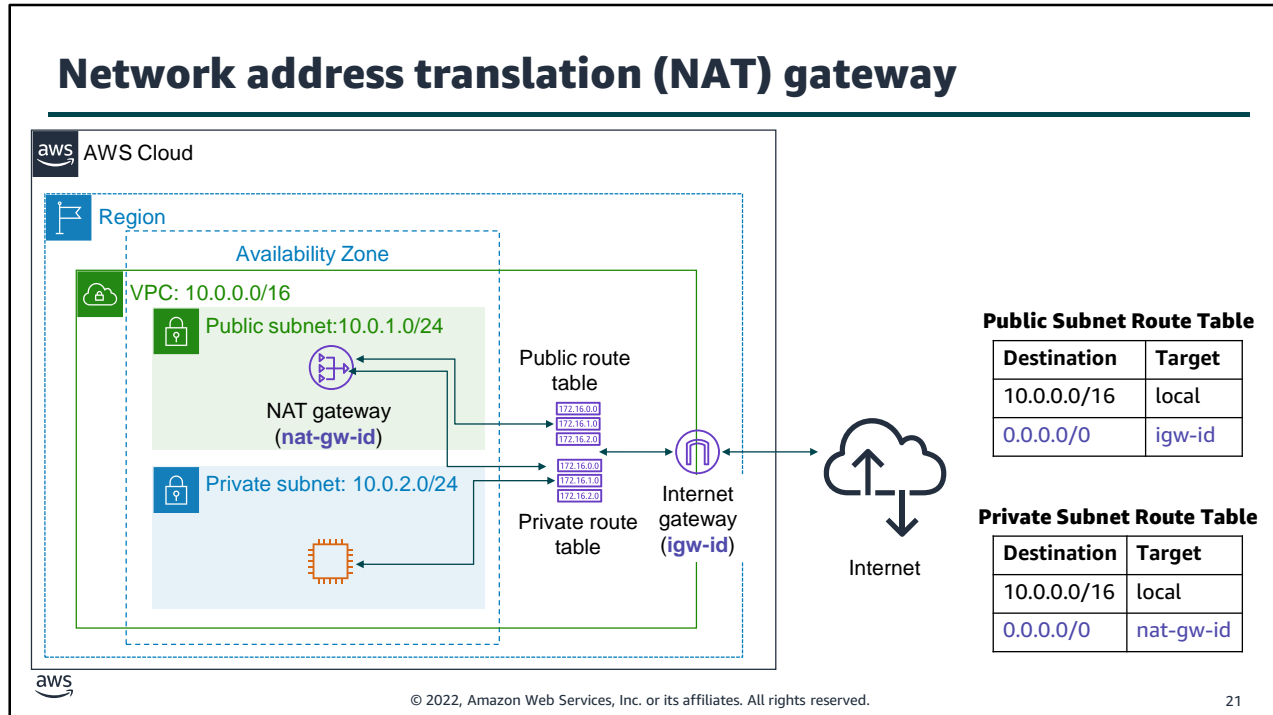 Network address translation (NAT) gateway
aws
AWS Cloud
Region
Availability Zone
VPC: 10.0.0.0/16
Public subnet:10.0.1.0/24
NAT gateway
(nat-gw-id)
Private subnet: 10.0.2.0/24
Public route
table
172.16.0.0
172.16.1.0
172.16.2.0
172.16.0.0
172.16.1.0
172.16.2.0
Private route
table
Internet
gateway
(igw-id)
Internet
Public Subnet Route Table
Destination Target
10.0.0.0/16 local
0.0.0.0/0 igw-id
Private Subnet Route Table
Destination Target
10.0.0.0/16 local
0.0.0.0/0 nat-gw-id
aws
© 2022, Amazon Web Services, Inc. or its affiliates. All rights reserved.
21